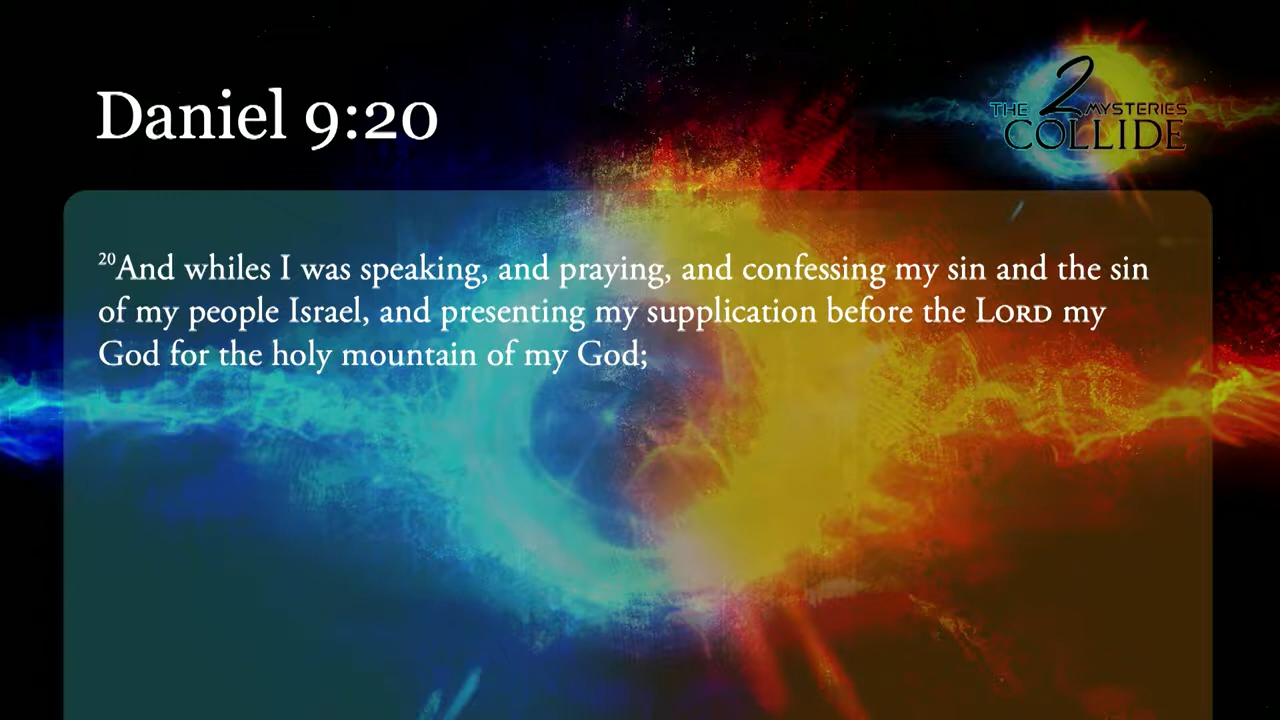 Daniel 9:20
THE 2 MYSTERIES
COLLIDE
20And whiles I was speaking, and praying, and confessing my sin and the sin
of my people Israel, and presenting my supplication before the LORD my
God for the holy mountain of my God;